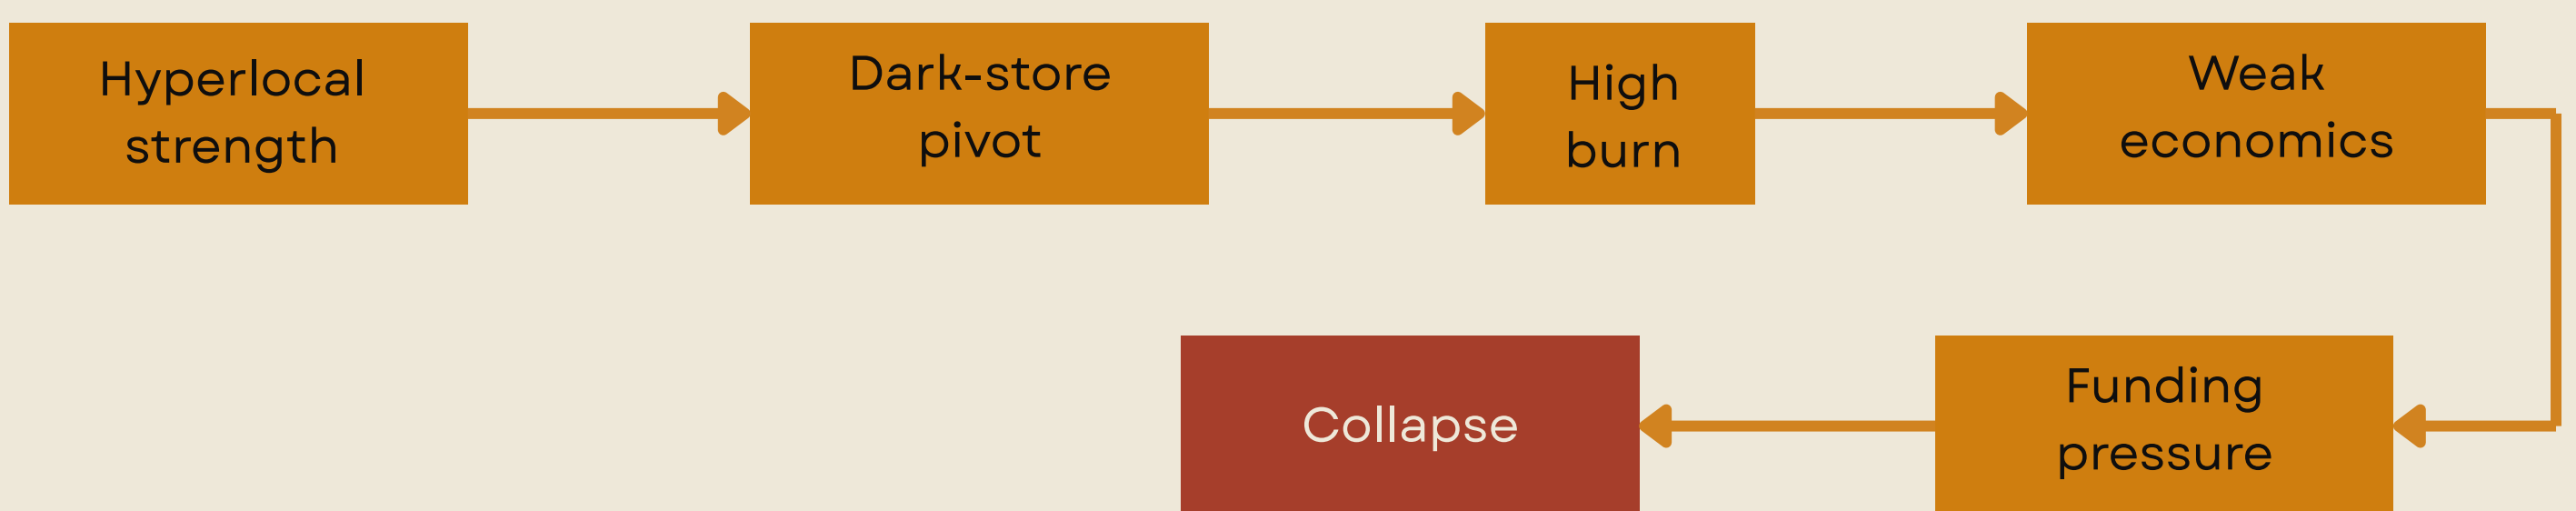 Hyperlocal
strength
Dark-store
pivot
High
burn
Weak
economics
Funding
pressure
Collapse